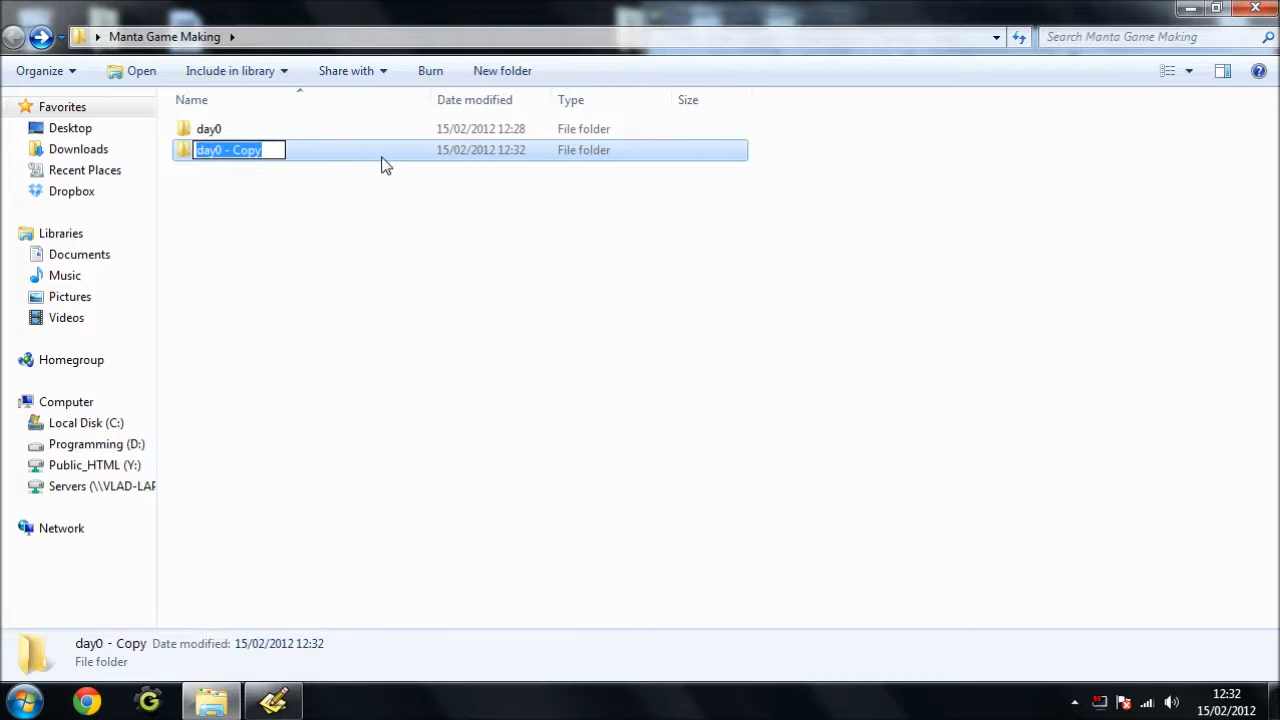 Manta Game Making
Search Manta Game Making
Organize Open Include in library Share with Burn New folder
Name Date modified Type Size
Favorites
Desktop
Downloads
Recent Places
Dropbox
Libraries
Documents
Music
Pictures
Videos
Homegroup
Computer
Local Disk (C:)
Programming (D:)
Public_HTML (Y:)
Servers (\\VLAD-LAP
Network
day0 15/02/2012 12:28 File folder
day0 - Copy 15/02/2012 12:32 File folder
day0 - Copy Date modified: 15/02/2012 12:32
File folder
12:32
15/02/2012